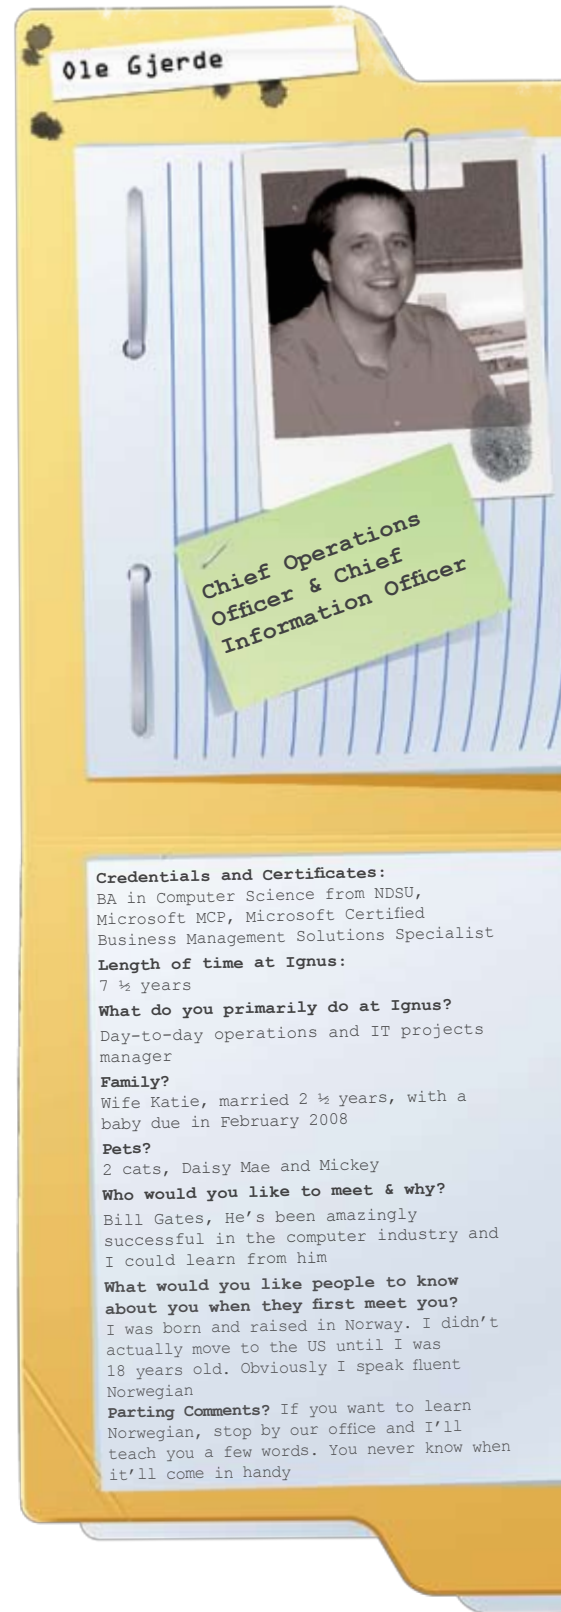 Ole Gjerde
Chief Operations
Officer & Chief
Information Officer
Credentials and Certificates:
BA in Computer Science from NDSU,
Microsoft MCP, Microsoft Certified
Business Management Solutions Specialist
Length of time at Ignus:
7 ½ years
What do you primarily do at Ignus?
Day-to-day operations and IT projects
manager
Family?
Wife Katie, married 2 ½ years, with a
baby due in February 2008
Pets?
2 cats, Daisy Mae and Mickey
Who would you like to meet & why?
Bill Gates, He's been amazingly
successful in the computer industry and
I could learn from him
What would you like people to know
about you when they first meet you?
I was born and raised in Norway. I didn't
actually move to the US until I was
18 years old. Obviously I speak fluent
Norwegian
Parting Comments? If you want to learn
Norwegian, stop by our office and I'll
teach you a few words. You never know when
it'll come in handy